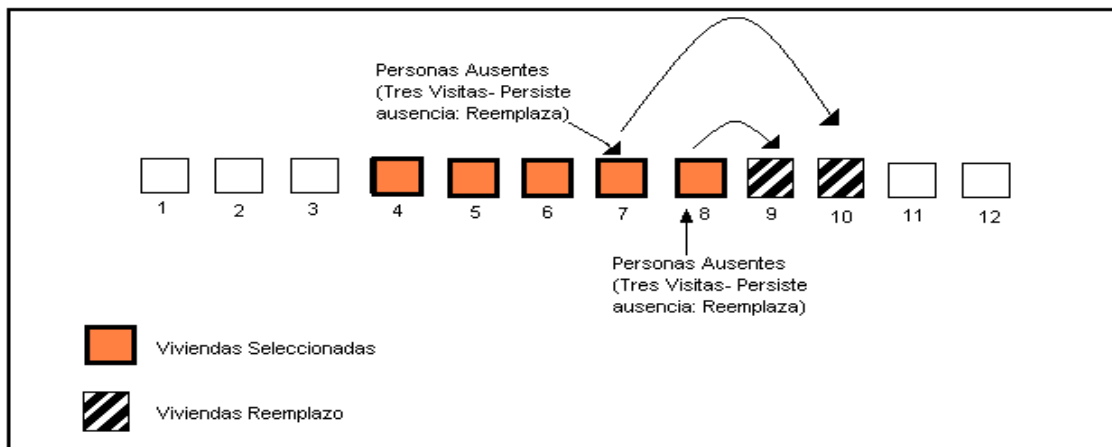 Personas Ausentes
(Tres Visitas- Persiste
ausencia: Reemplaza)
1 2 3 4 5 6 7 8 9 10 11 12
Personas Ausentes
(Tres Visitas- Persiste
ausencia: Reemplaza)
Viviendas Seleccionadas
Viviendas Reemplazo